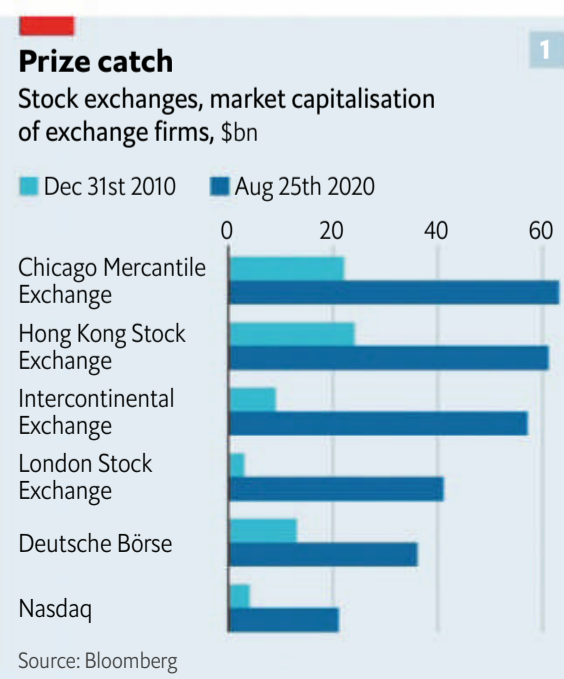 1
Prize catch
Stock exchanges, market capitalisation
of exchange firms, $bn
Dec 31st 2010 Aug 25th 2020
0 20 40 60
Chicago Mercantile
Exchange
Hong Kong Stock
Exchange
Intercontinental
Exchange
London Stock
Exchange
Deutsche Börse
Nasdaq
Source: Bloomberg